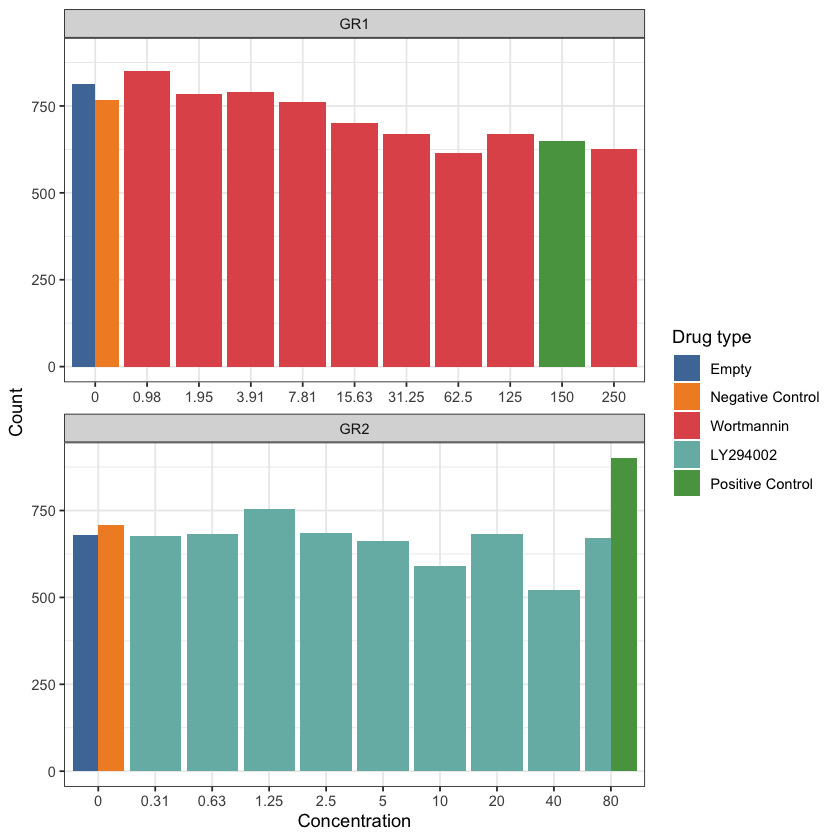 GR1
750
500
250
0
0 0.98 1.95 3.91 7.81 15.63 31.25 62.5 125 150 250
Count
GR2
750
500
250
0
0 0.31 0.63 1.25 2.5 5 10 20 40 80
Concentration
Drug type
Empty
Negative Control
Wortmannin
LY294002
Positive Control